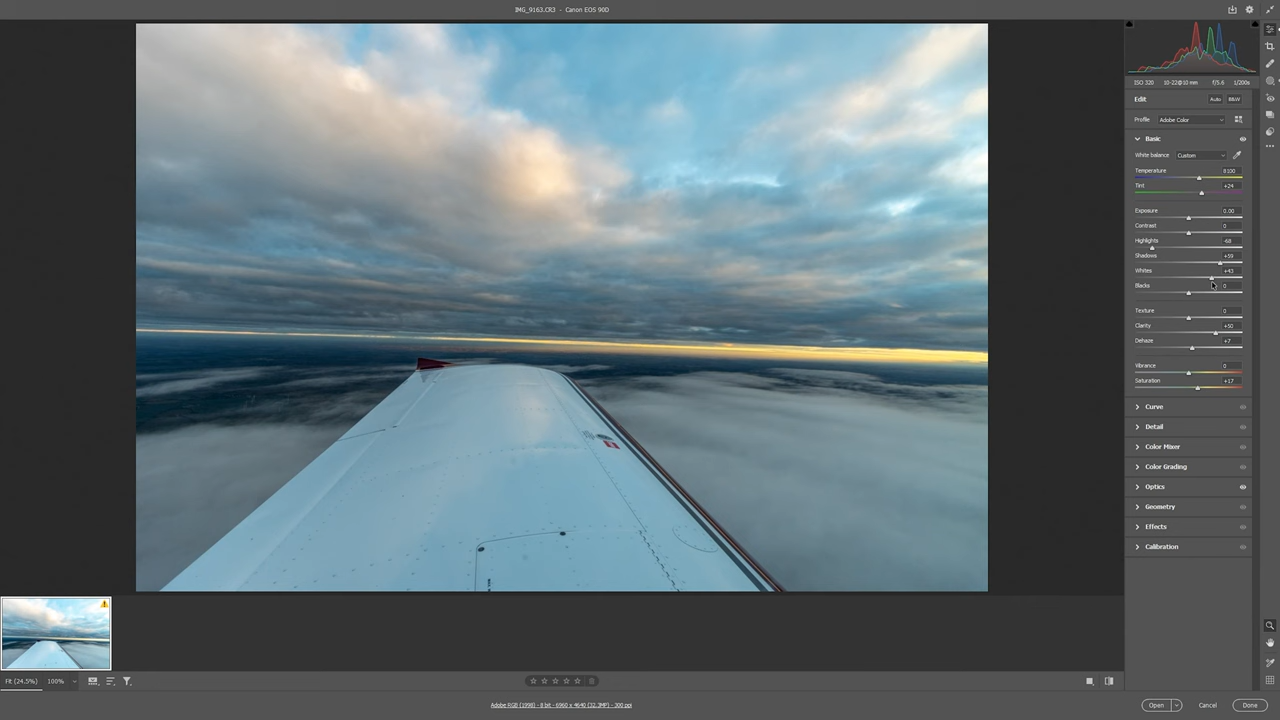 IMG_9163.CR3 - Canon EOS 90D
ISO 320 10-22@10 mm f/5.6 1/200s
Edit Auto B&W
Profile Adobe Color
Basic
White balance Custom
Temperature 8100
Tint +24
Exposure 0.00
Contrast 0
Highlights -68
Shadows +59
Whites +43
Blacks 0
Texture 0
Clarity +50
Dehaze +7
Vibrance 0
Saturation +17
Curve
Detail
Color Mixer
Color Grading
Optics
Geometry
Effects
Calibration
Fit (24.5%) 100%
Adobe RGB (1998) - 8 bit - 6960 x 4640 (32.3MP) - 300 ppi
Open Cancel Done